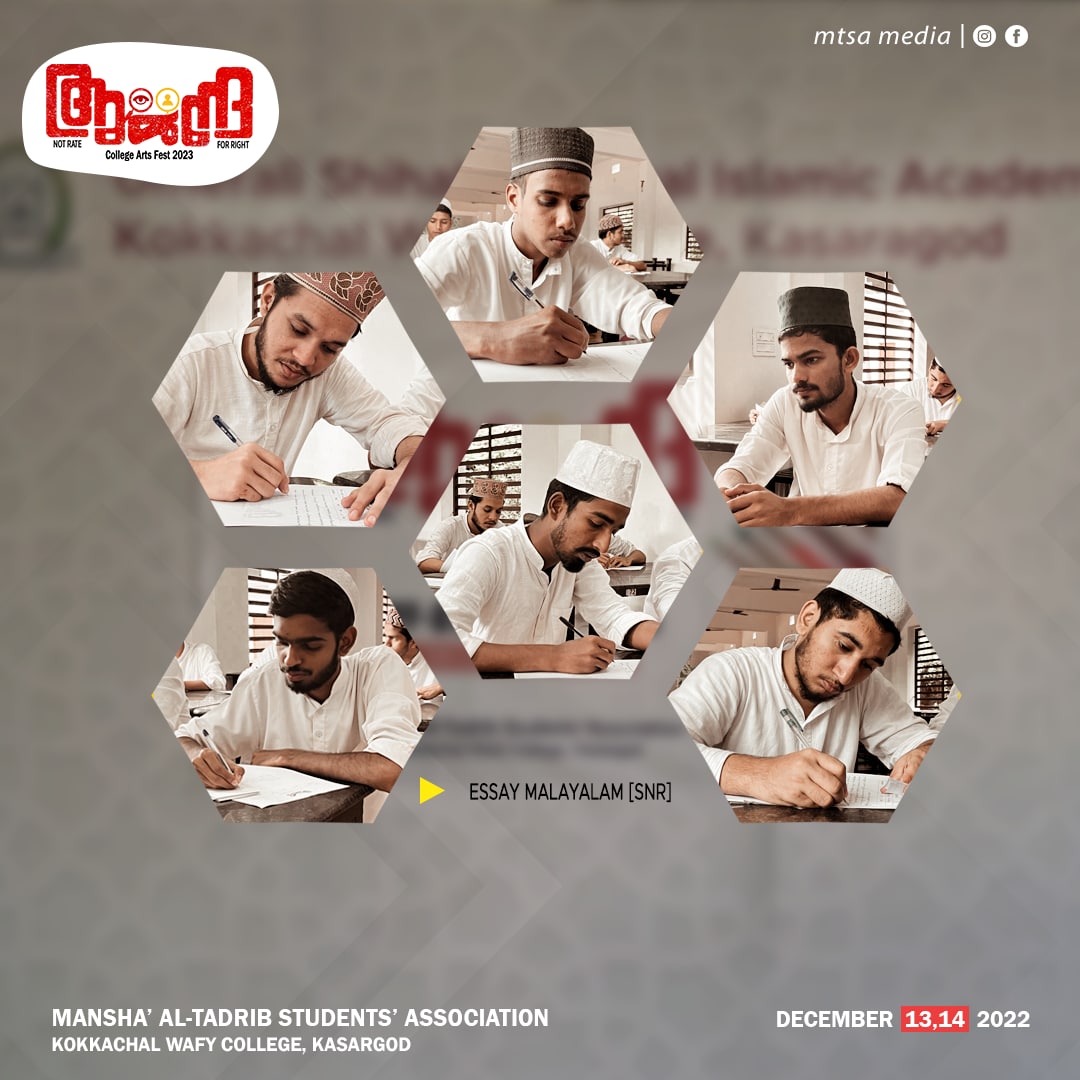 mtsa media |
NOT RATE
FOR RIGHT
College Arts Fest 2023
ESSAY MALAYALAM [SNR]
MANSHA’ AL-TADRIB STUDENTS’ ASSOCIATION
KOKKACHAL WAFY COLLEGE, KASARGOD
DECEMBER 13,14 2022